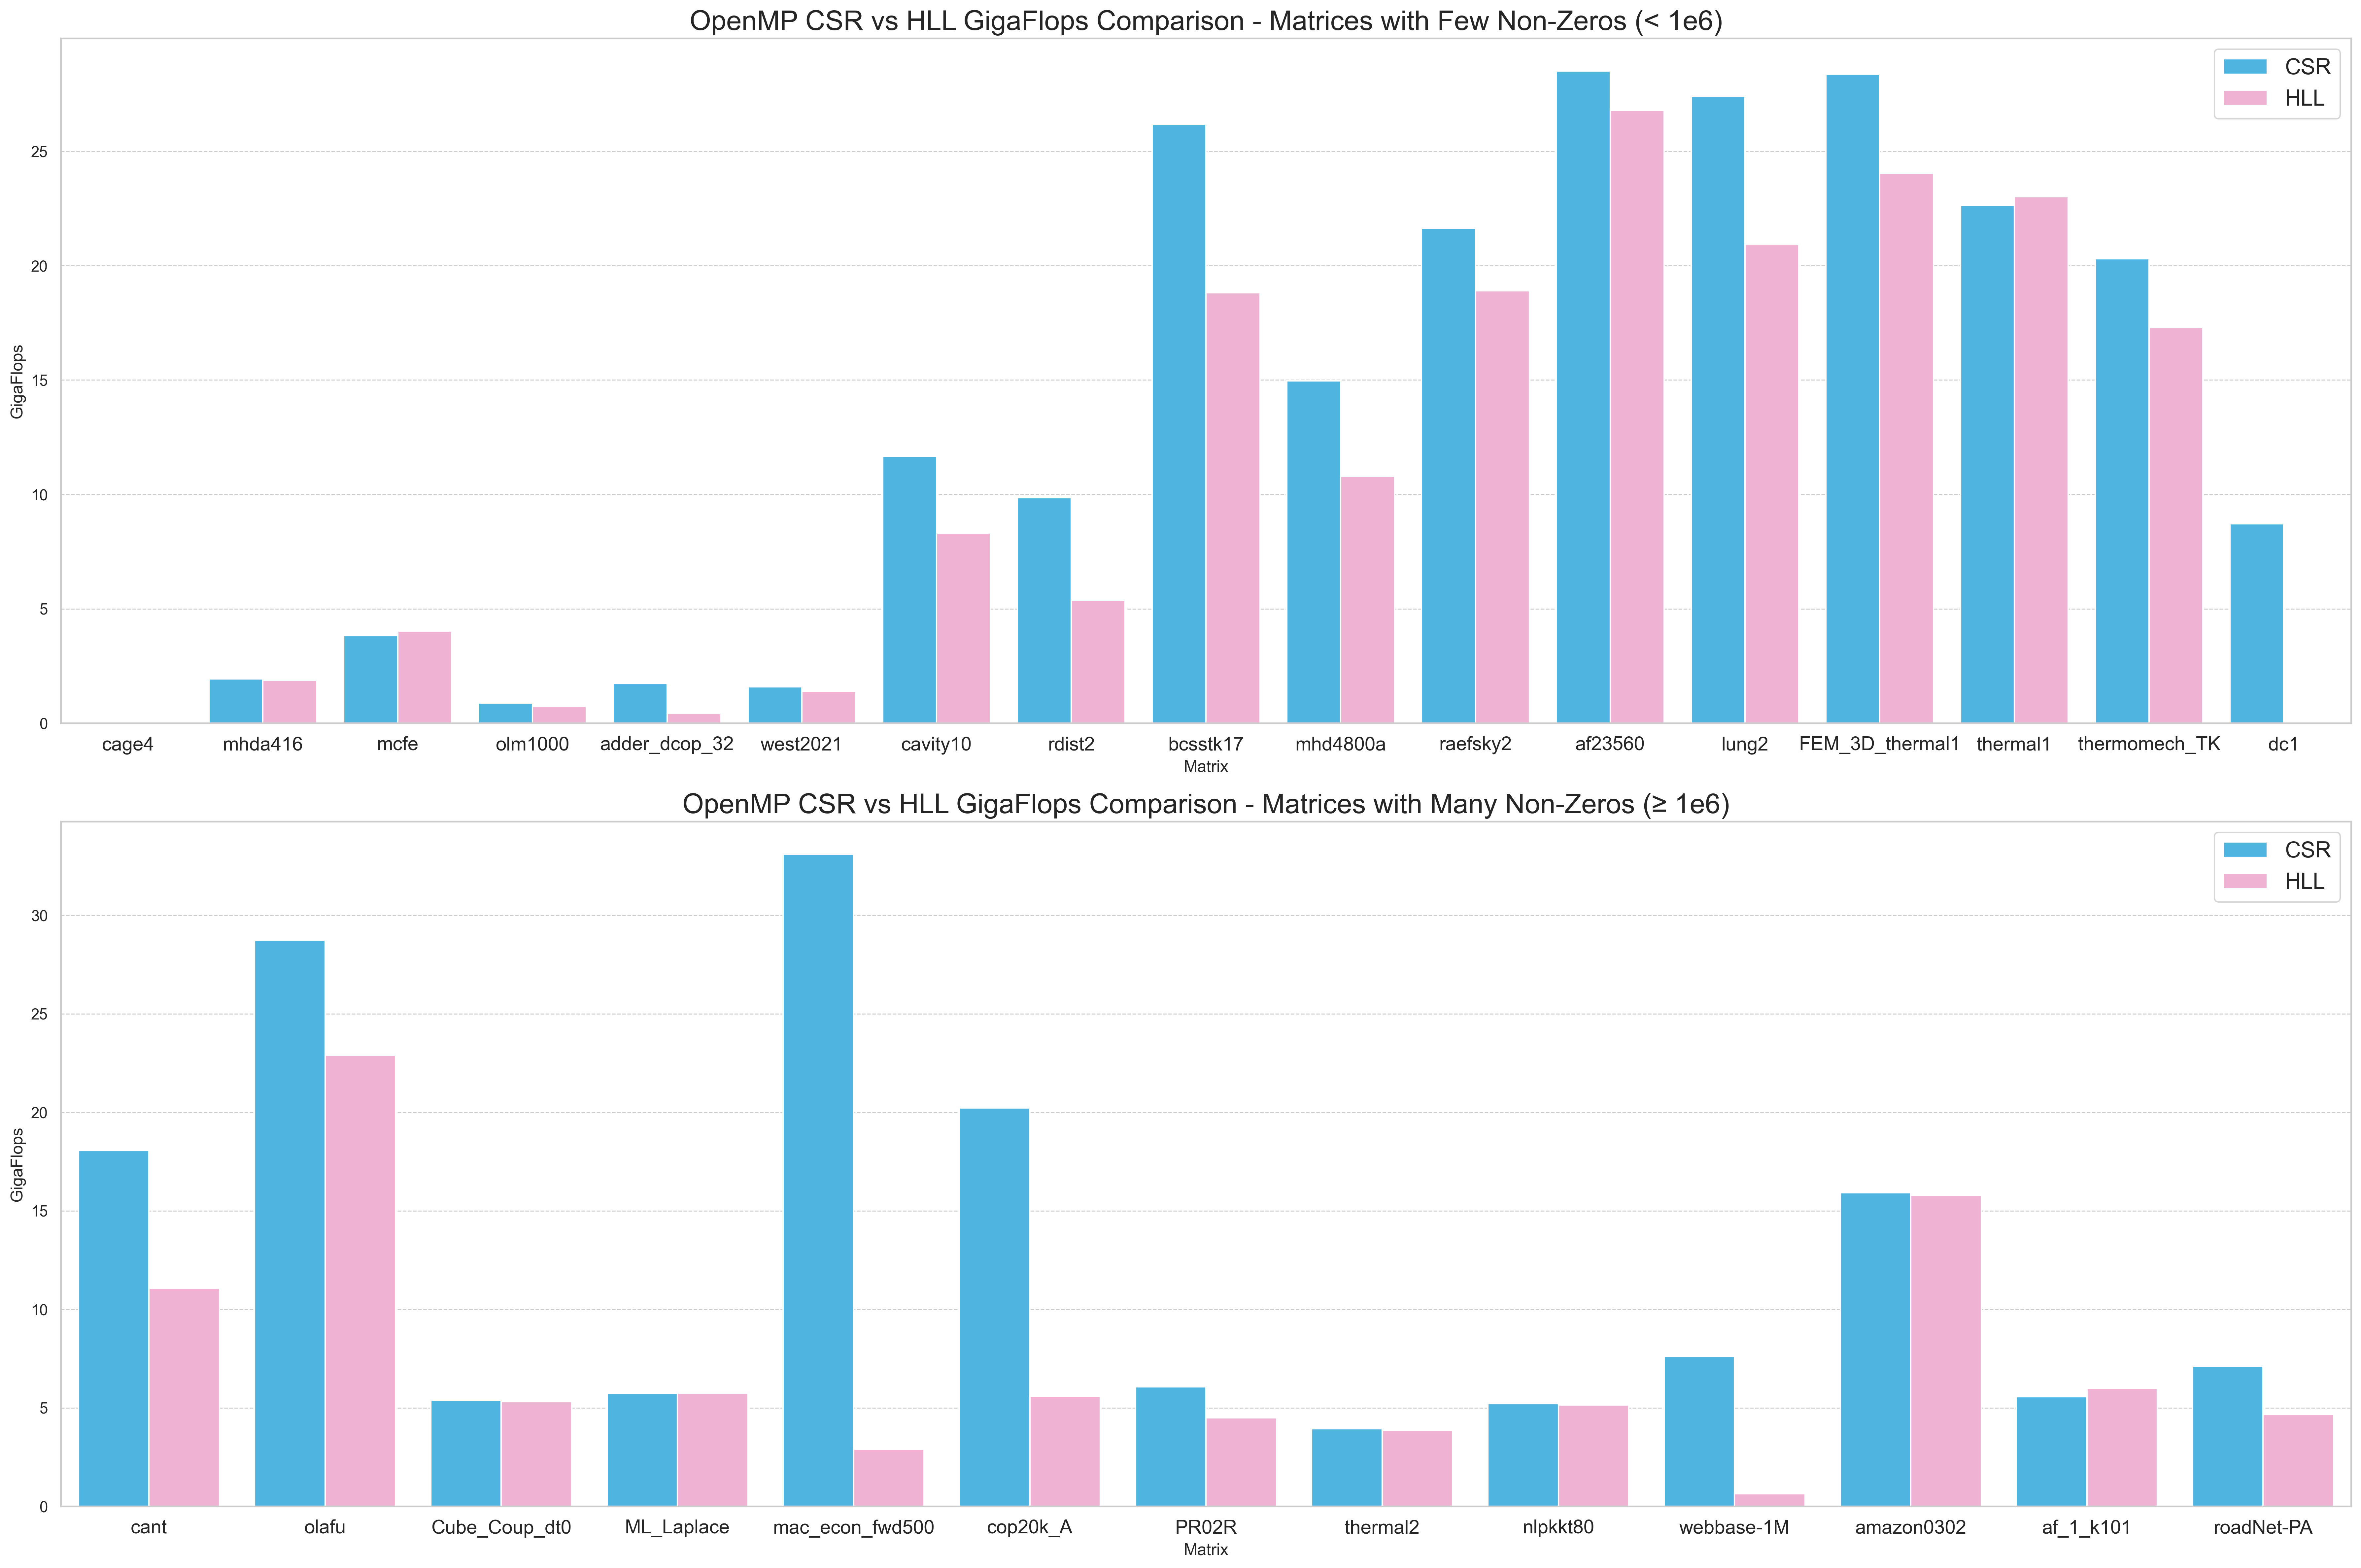 OpenMP CSR vs HLL GigaFlops Comparison - Matrices with Few Non-Zeros (< 1e6)
CSR
HLL
GigaFlops
25
20
15
10
5
0
cage4 mhda416 mcfe olm1000 adder_dcop_32 west2021 cavity10 rdist2 bcsstk17 mhd4800a raefsky2 af23560 lung2 FEM_3D_thermal1 thermal1 thermomech_TK dc1
Matrix
OpenMP CSR vs HLL GigaFlops Comparison - Matrices with Many Non-Zeros (≥ 1e6)
CSR
HLL
GigaFlops
30
25
20
15
10
5
0
cant olafu Cube_Coup_dt0 ML_Laplace mac_econ_fwd500 cop20k_A PR02R thermal2 nlpkkt80 webbase-1M amazon0302 af_1_k101 roadNet-PA
Matrix